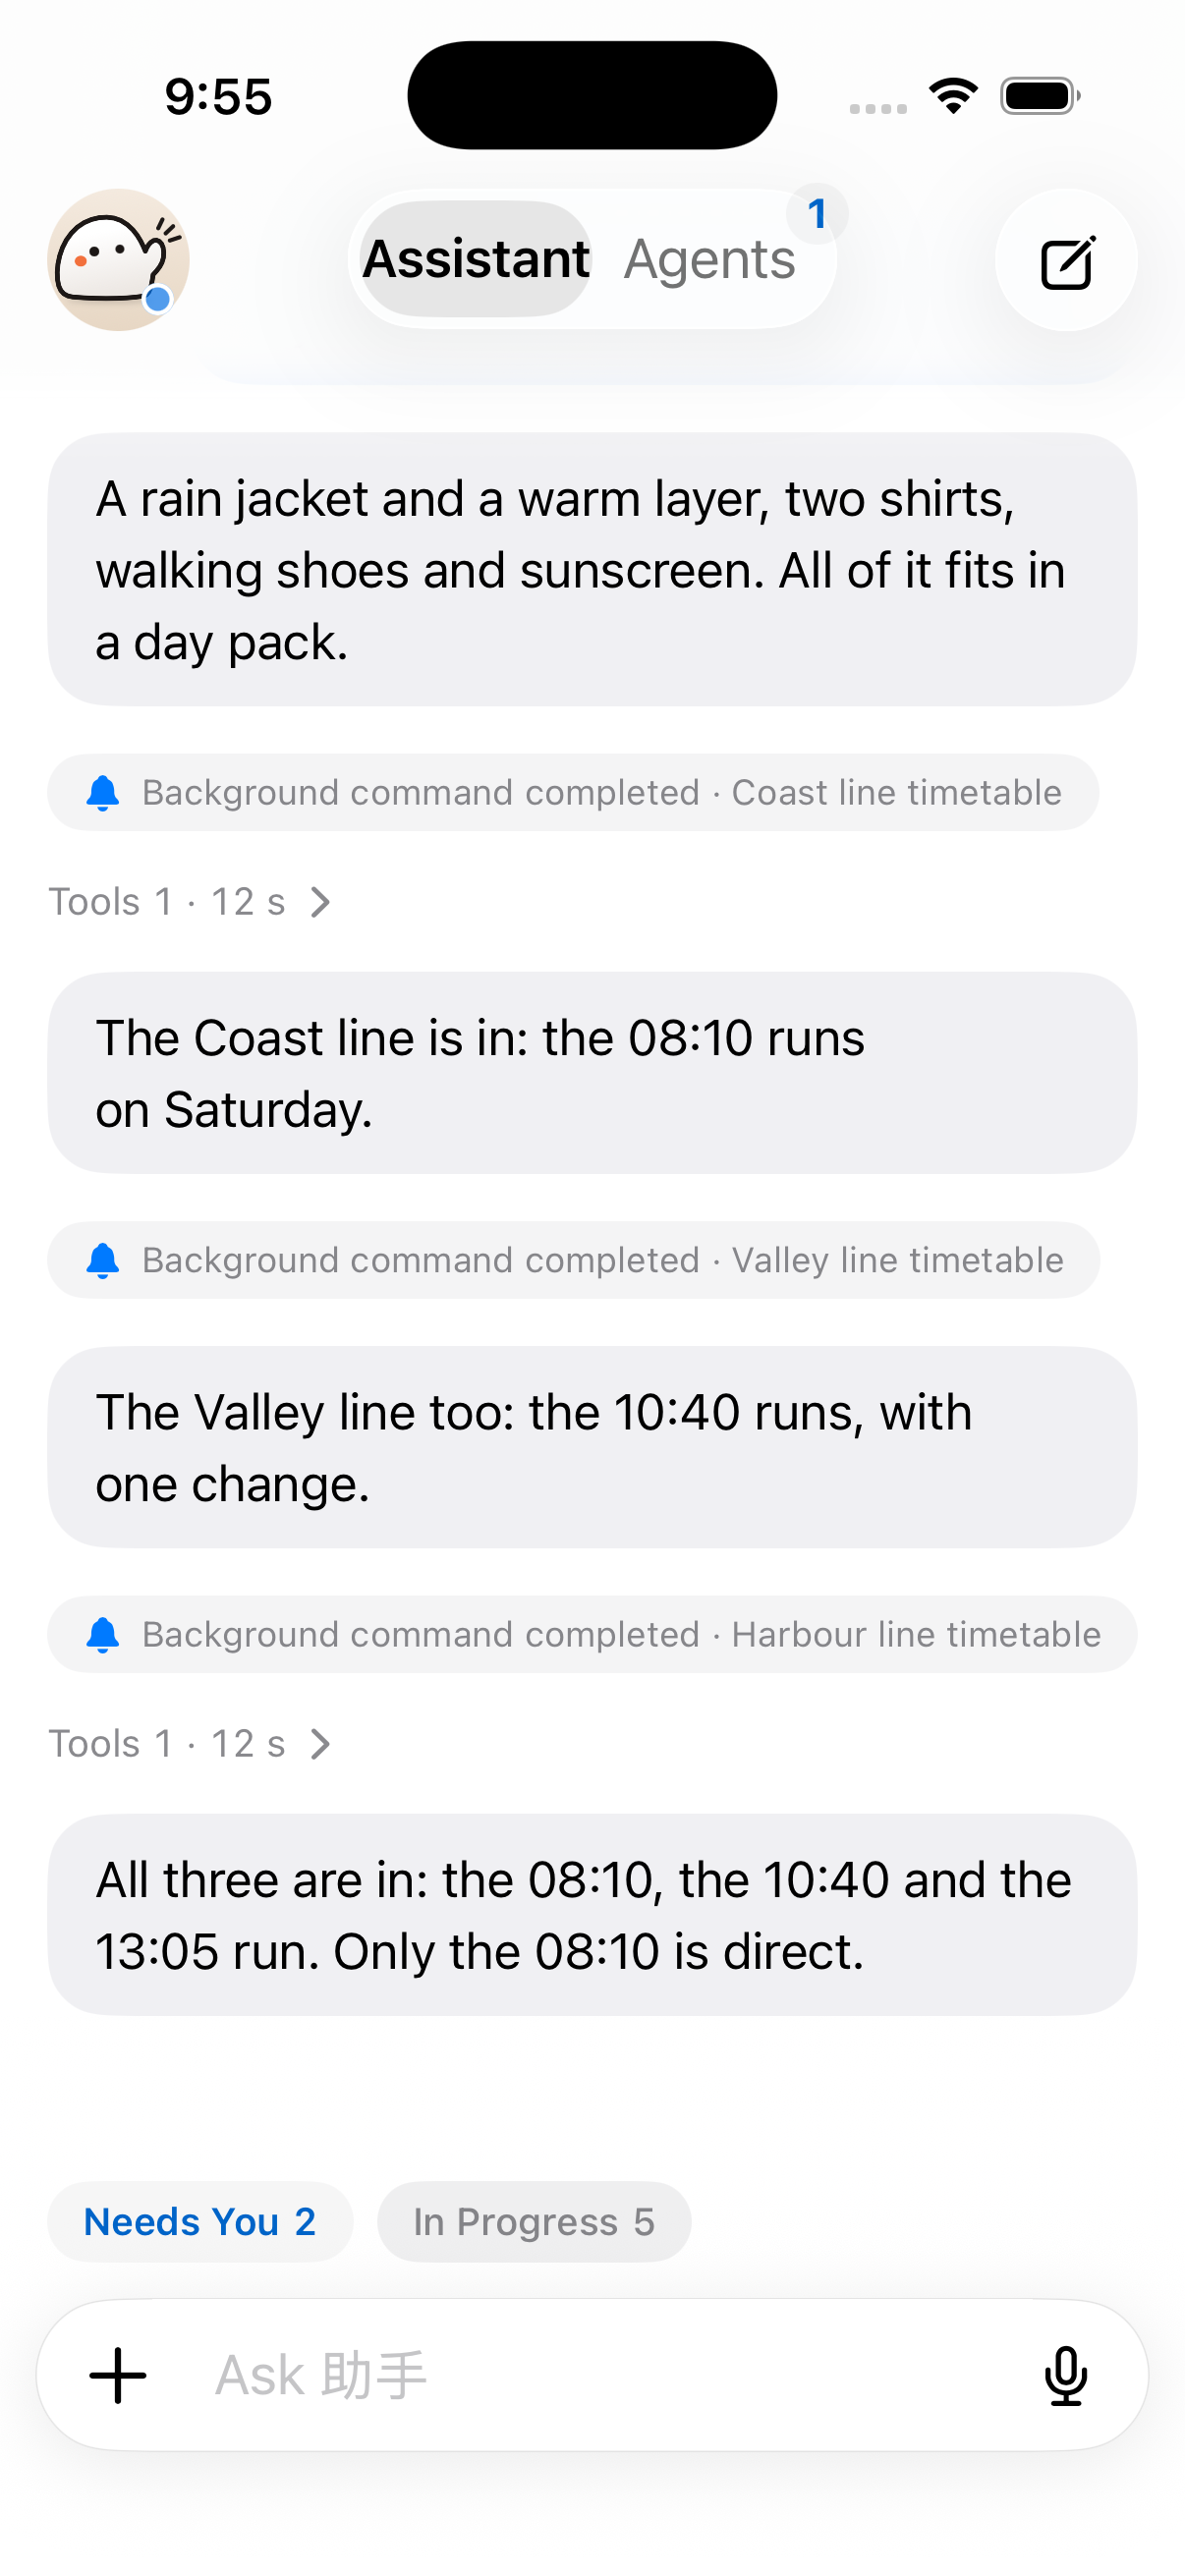 9:55
Assistant
Agents
1
A rain jacket and a warm layer, two shirts,
walking shoes and sunscreen. All of it fits in
a day pack.
Background command completed · Coast line timetable
Tools 1 · 12 s
The Coast line is in: the 08:10 runs
on Saturday.
Background command completed · Valley line timetable
The Valley line too: the 10:40 runs, with
one change.
Background command completed · Harbour line timetable
Tools 1 · 12 s
All three are in: the 08:10, the 10:40 and the
13:05 run. Only the 08:10 is direct.
Needs You 2
In Progress 5
Ask 助手